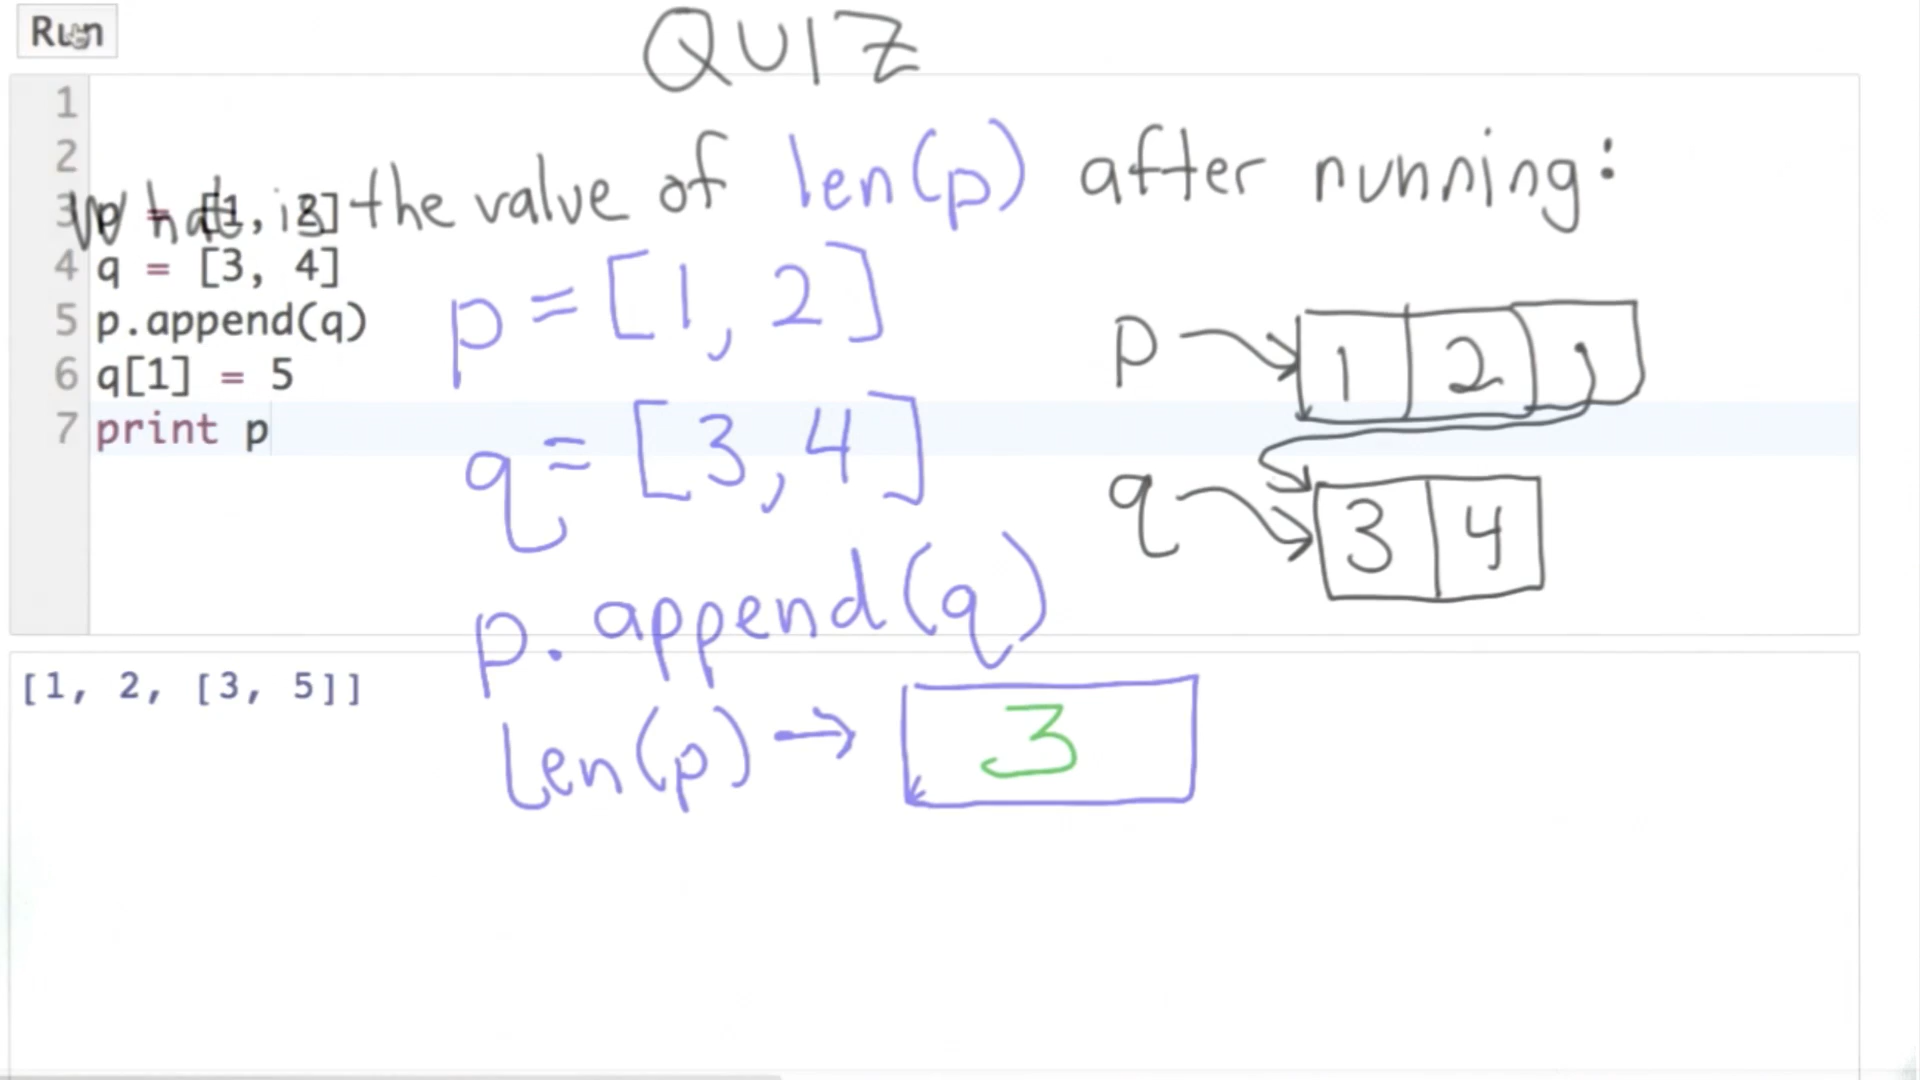 Run
QUIZ
What is the value of len(p) after running:
1
2
3 p = [1, 2]
4 q = [3, 4]
5 p.append(q)
6 q[1] = 5
7 print p
p = [1, 2]
q = [3, 4]
p.append(q)
len(p) → 3
p → 1 2
q → 3 4
[1, 2, [3, 5]]